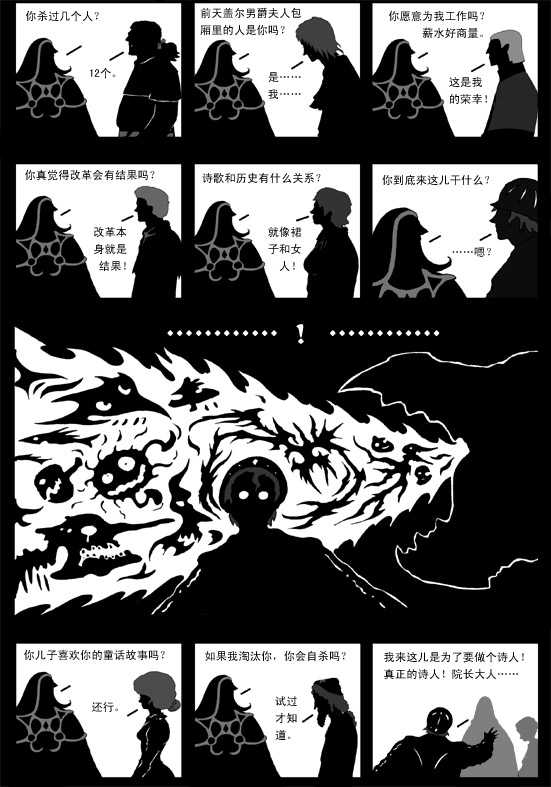 你杀过几个人？
12个。
前天盖尔男爵夫人包
厢里的人是你吗？
是……
我……
你愿意为我工作吗？
薪水好商量。
这是我
的荣幸！
你真觉得改革会有结果吗？
改革本
身就是
结果！
诗歌和历史有什么关系？
就像裙
子和女
人！
你到底来这儿干什么？
……嗯？
…………！…………
你儿子喜欢你的童话故事吗？
还行。
如果我淘汰你，你会自杀吗？
试过
才知
道。
我来这儿是为了要做个诗人！
真正的诗人！院长大人……